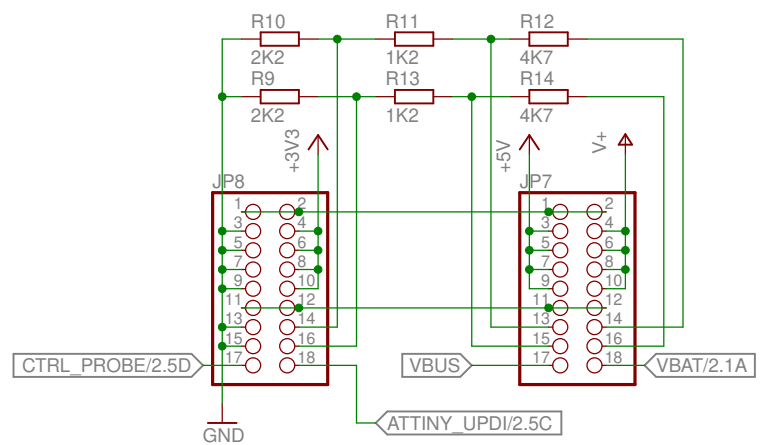 R10 R11 R12
2K2 1K2 4K7
R9 R13 R14
2K2 1K2 4K7
+3V3 +5V V+
JP8 JP7
1 2 1 2
3 4 3 4
5 6 5 6
7 8 7 8
9 10 9 10
11 12 11 12
13 14 13 14
15 16 15 16
CTRL_PROBE/2.5D 17 18 VBUS 17 18 VBAT/2.1A
ATTINY_UPDI/2.5C
GND